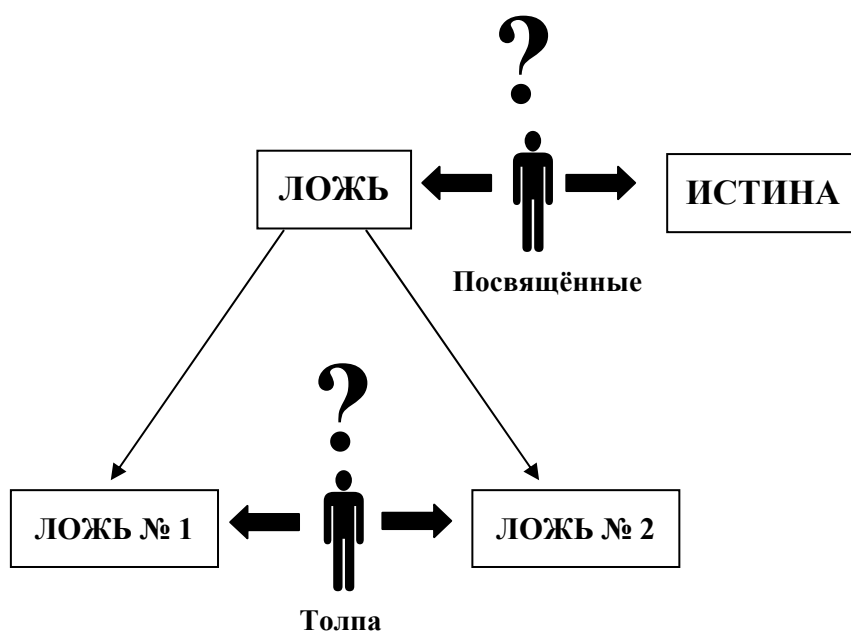 ?
ЛОЖЬ
ИСТИНА
Посвящённые
?
ЛОЖЬ № 1
ЛОЖЬ № 2
Толпа